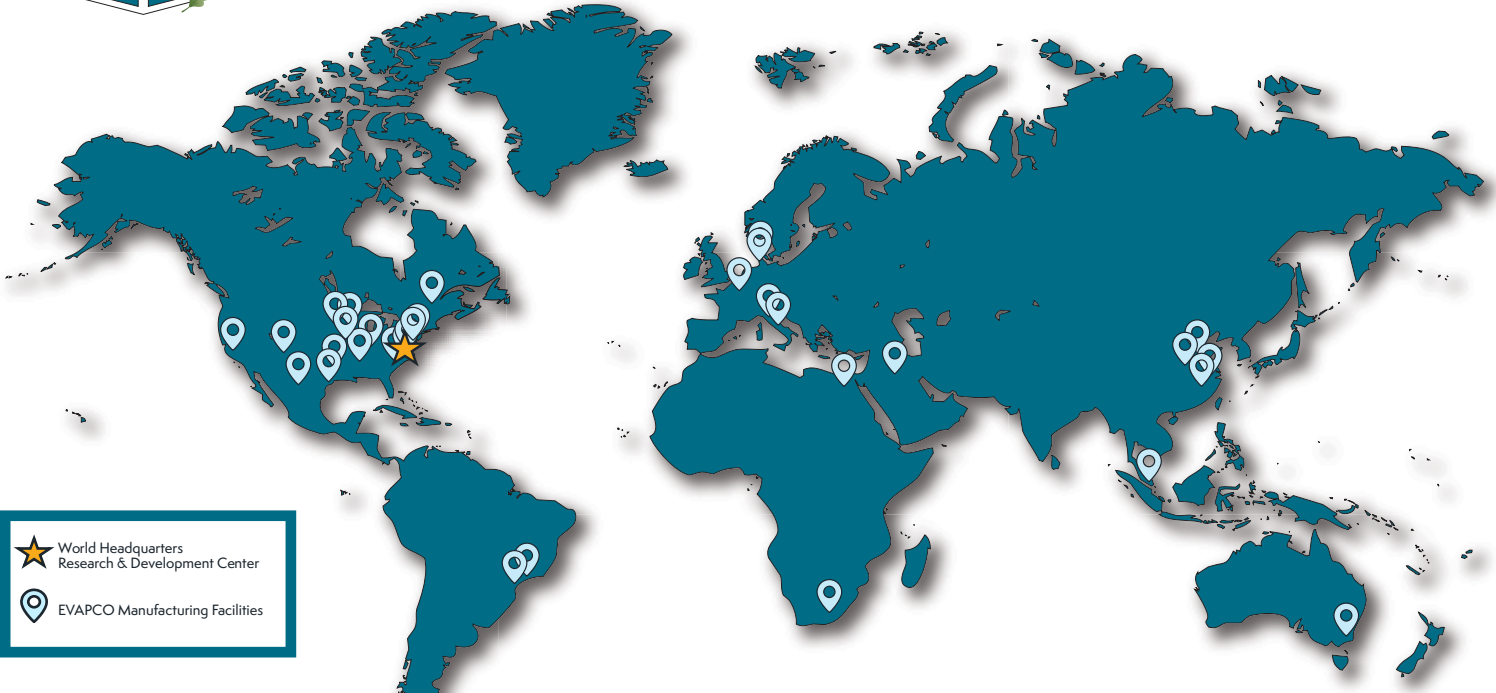 World Headquarters
Research & Development Center
EVAPCO Manufacturing Facilities